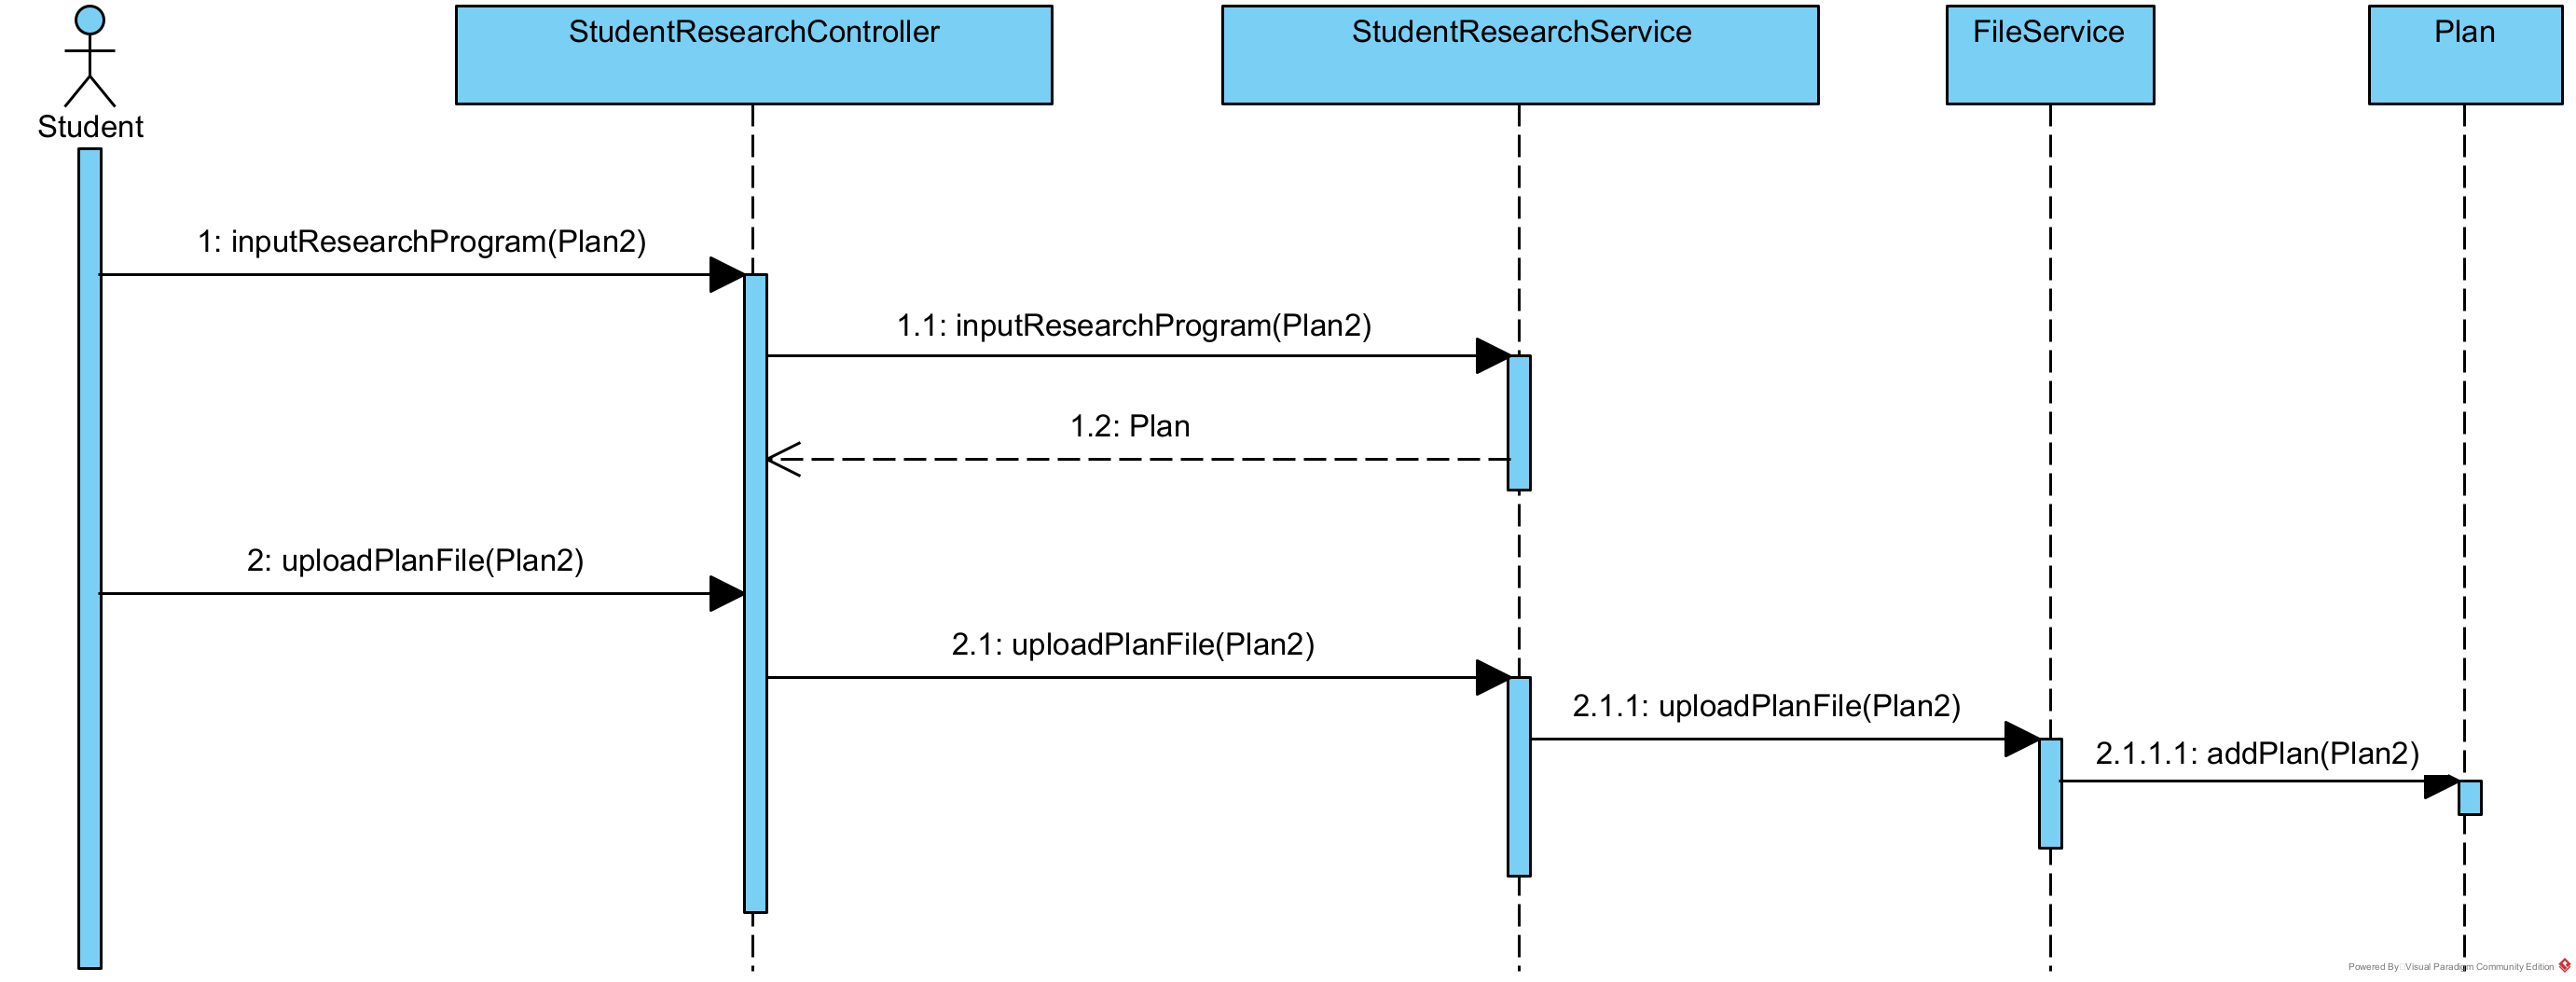 Student
StudentResearchController
StudentResearchService
FileService
Plan
1: inputResearchProgram(Plan2)
1.1: inputResearchProgram(Plan2)
1.2: Plan
2: uploadPlanFile(Plan2)
2.1: uploadPlanFile(Plan2)
2.1.1: uploadPlanFile(Plan2)
2.1.1.1: addPlan(Plan2)
Powered By Visual Paradigm Community Edition